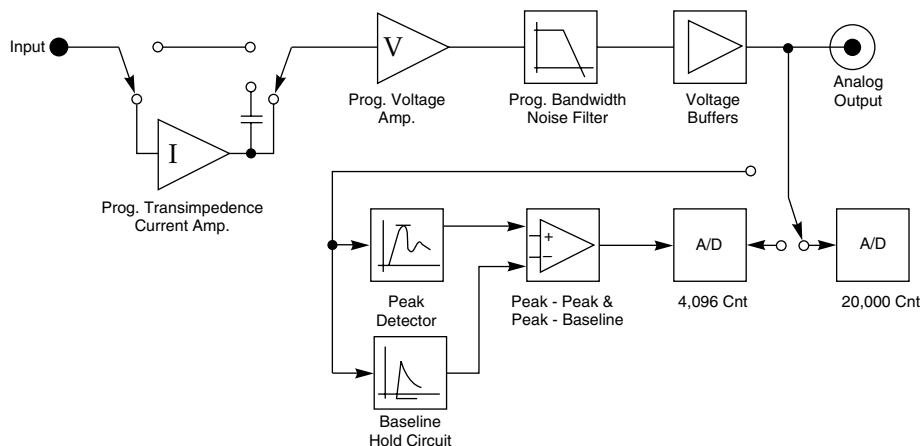 Input
V
Prog. Voltage
Amp.
Prog. Bandwidth
Noise Filter
Voltage
Buffers
Analog
Output
I
Prog. Transimpedence
Current Amp.
Peak
Detector
+
−
Peak - Peak &
Peak - Baseline
A/D
4,096 Cnt
A/D
20,000 Cnt
Baseline
Hold Circuit